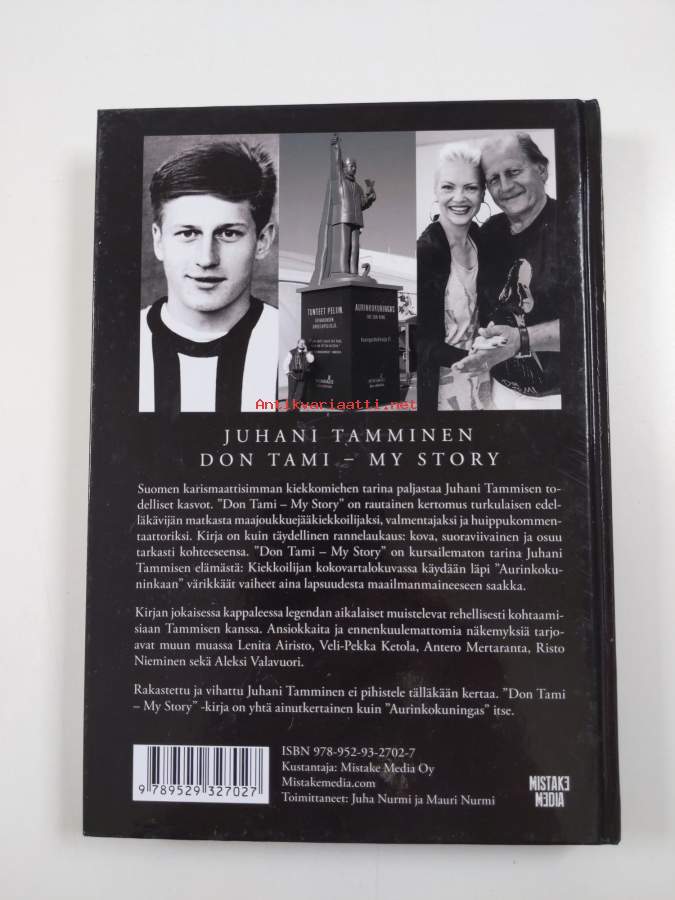 TUNTEET PELIIN.
AURINKOKUNINGAS
THE SUN KING
Antikvariaatti.net
JUHANI TAMMINEN
DON TAMI – MY STORY
Suomen karismaattisimman kiekkomiehen tarina paljastaa Juhani Tammisen to-
delliset kasvot. ”Don Tami – My Story” on rautainen kertomus turkulaisen edel-
läkävijän matkasta maajoukkuejääkiekkoilijaksi, valmentajaksi ja huippukommen-
taattoriksi. Kirja on kuin täydellinen rannelaukaus: kova, suoraviivainen ja osuu
tarkasti kohteeseensa. ”Don Tami – My Story” on kursailematon tarina Juhani
Tammisen elämästä: Kiekkoilijan kokovartalokuvassa käydään läpi ”Aurinkoku-
ninkaan” värikkäät vaiheet aina lapsuudesta maailmanmaineeseen saakka.
Kirjan jokaisessa kappaleessa legendan aikalaiset muistelevat rehellisesti kohtaami-
siaan Tammisen kanssa. Ansiokkaita ja ennenkuulemattomia näkemyksiä tarjo-
avat muun muassa Lenita Airisto, Veli-Pekka Ketola, Antero Mertaranta, Risto
Nieminen sekä Aleksi Valavuori.
Rakastettu ja vihattu Juhani Tamminen ei pihistele tälläkään kertaa. ”Don Tami
– My Story” -kirja on yhtä ainutkertainen kuin ”Aurinkokuningas” itse.
ISBN 978-952-93-2702-7
Kustantaja: Mistake Media Oy
Mistakemedia.com
Toimittaneet: Juha Nurmi ja Mauri Nurmi
9 789529 327027
MISTAKE
MEDIA